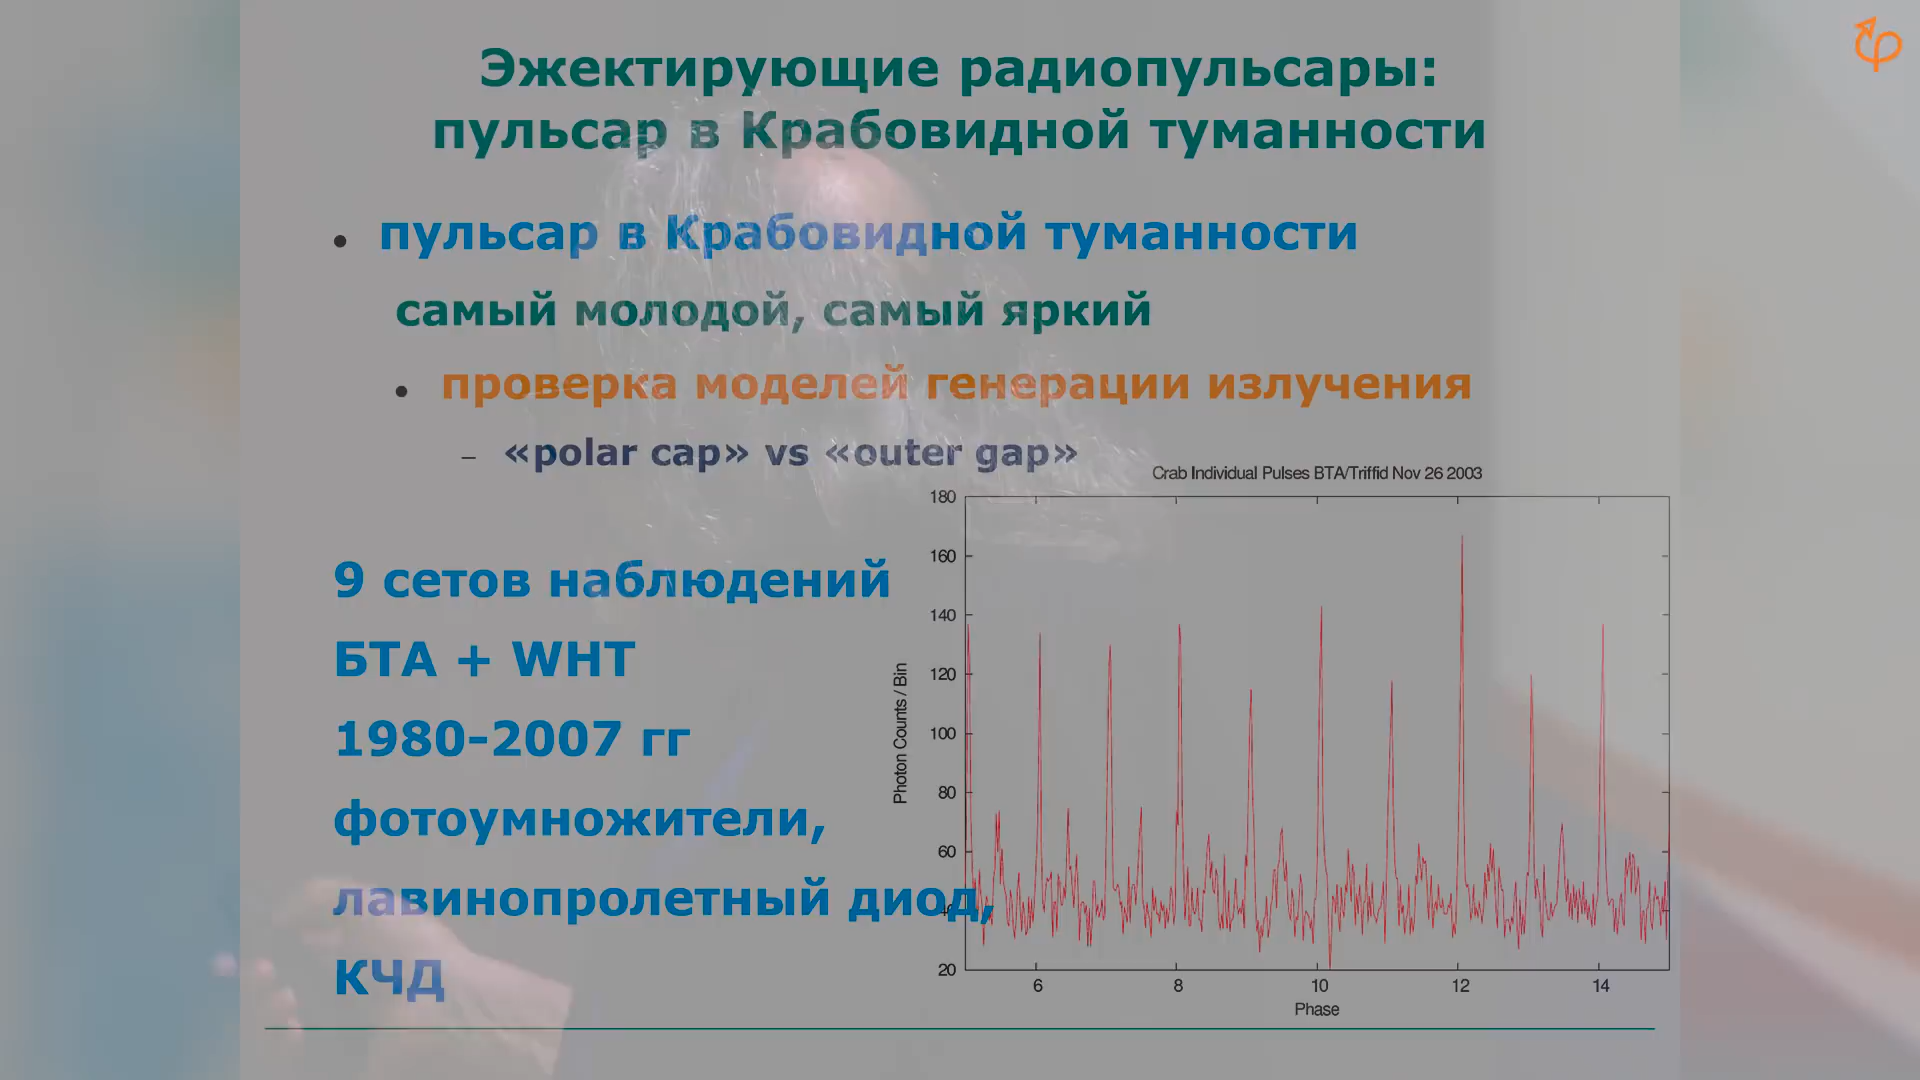 Эжектирующие радиопульсары:
пульсар в Крабовидной туманности
• пульсар в Крабовидной туманности
самый молодой, самый яркий
• проверка моделей генерации излучения
– «polar cap» vs «outer gap»
9 сетов наблюдений
БТА + WHT
1980-2007 гг
фотоумножители,
лавинопролетный диод,
КЧД
Crab Individual Pulses BTA/Triffid Nov 26 2003
180
160
140
120
100
80
60
40
20
Photon Counts / Bin
6 8 10 12 14
Phase